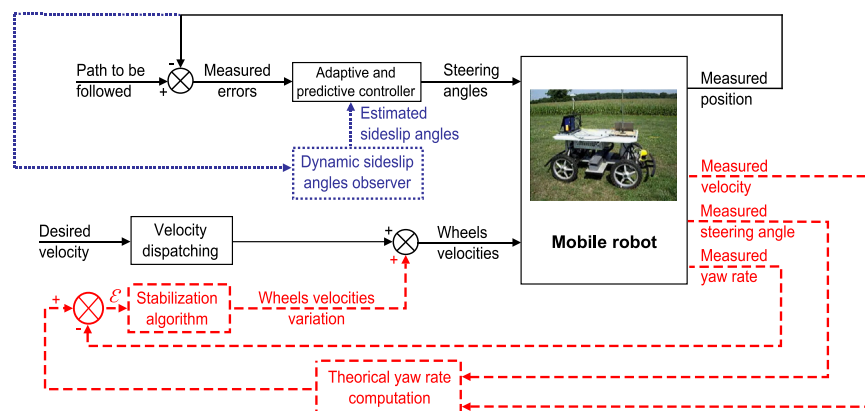 -
Path to be
followed
+
Measured
errors
Adaptive and
predictive controller
Steering
angles
Measured
position
Estimated
sideslip angles
Dynamic sideslip
angles observer
Measured
velocity
Measured
steering angle
Measured
yaw rate
Mobile robot
Desired
velocity
Velocity
dispatching
+
+
Wheels
velocities
+
-
ℰ
Stabilization
algorithm
Wheels velocities
variation
Theorical yaw rate
computation